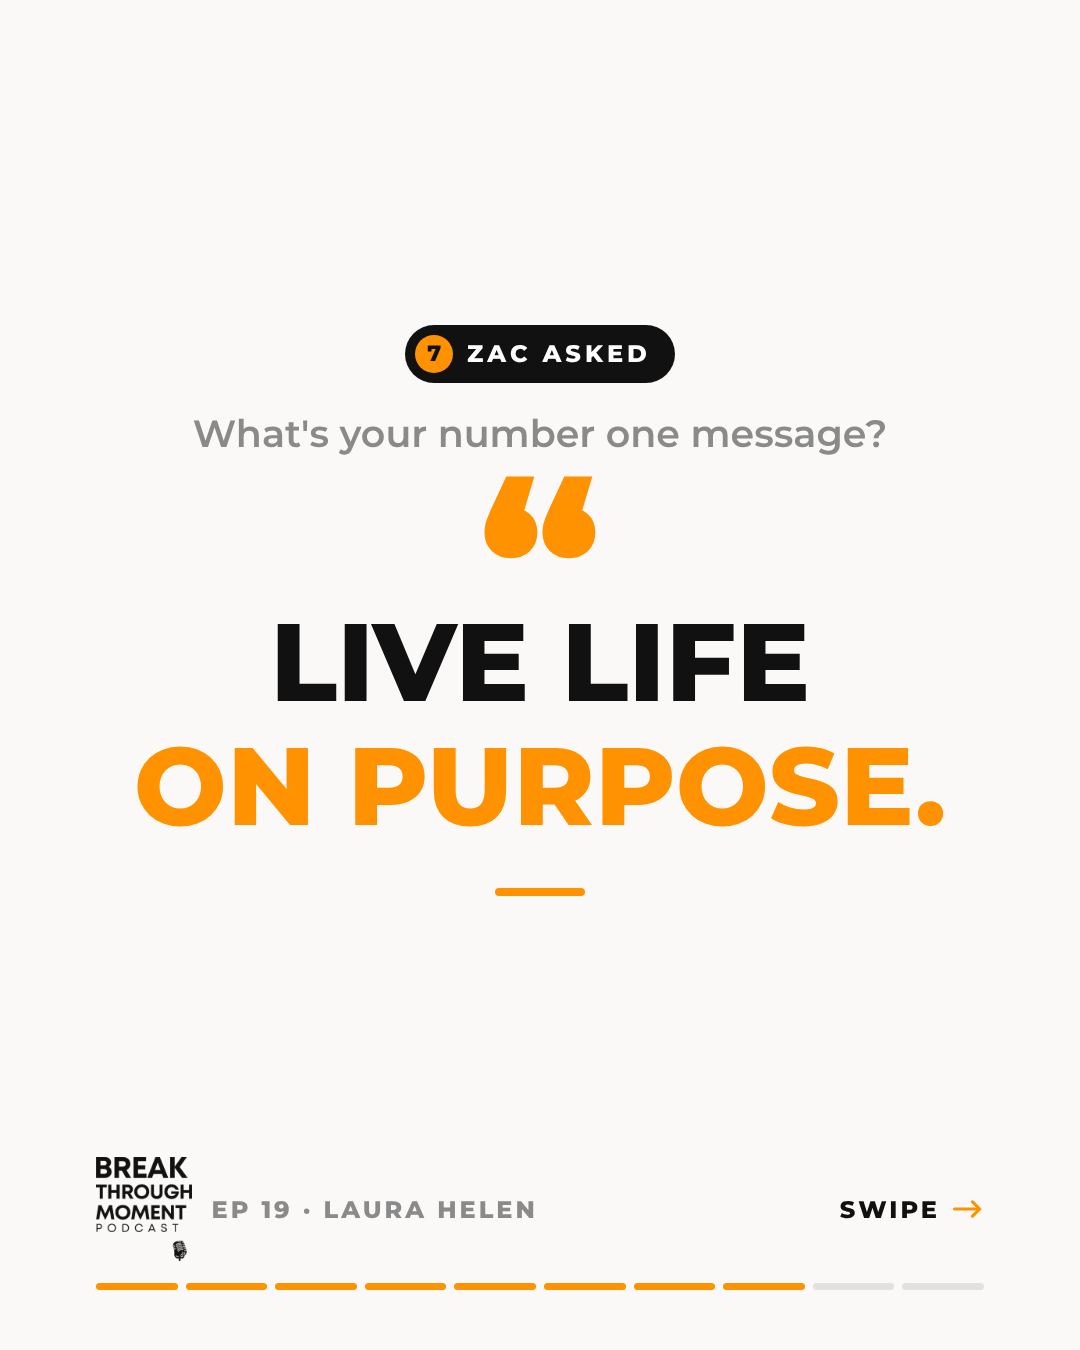 7 ZAC ASKED
What's your number one message?
“
LIVE LIFE
ON PURPOSE.
BREAK
THROUGH
MOMENT
PODCAST
EP 19 · LAURA HELEN
SWIPE →